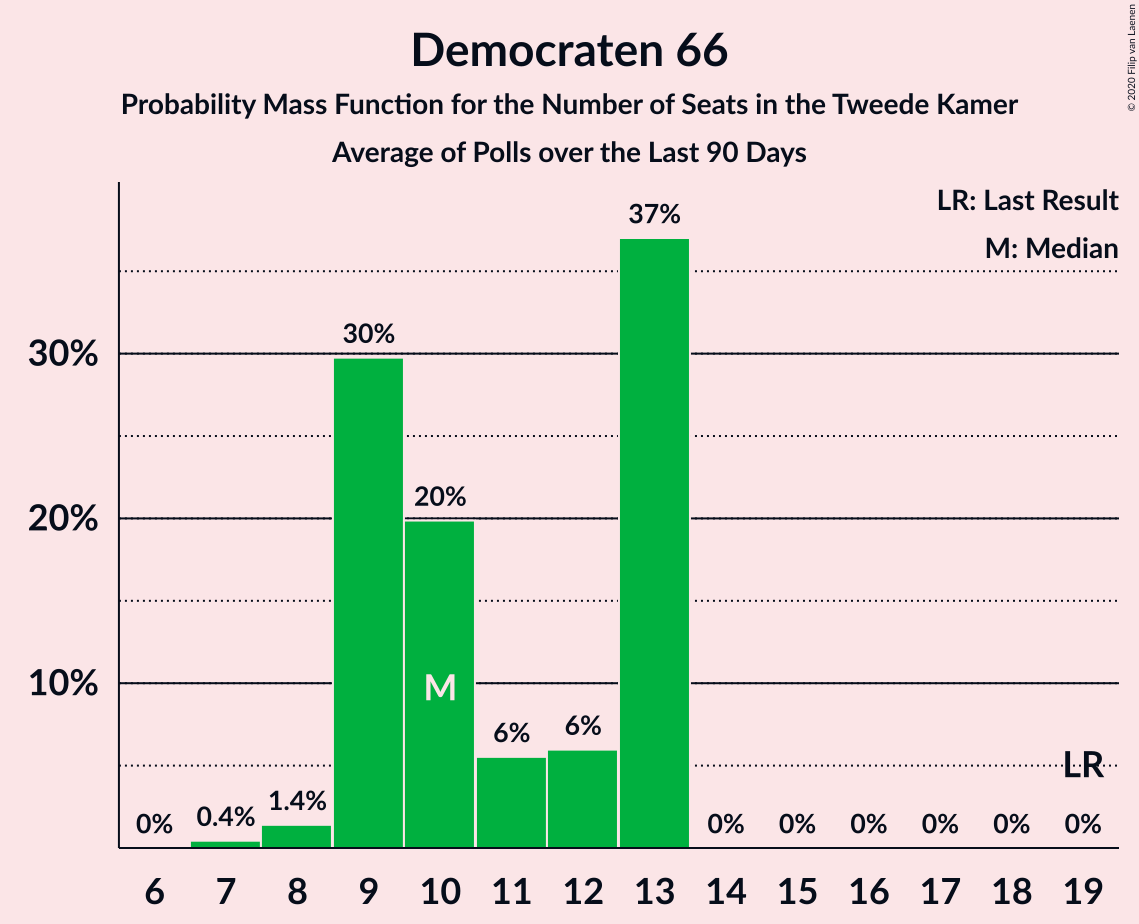 Democraten 66
Probability Mass Function for the Number of Seats in the Tweede Kamer
Average of Polls over the Last 90 Days
© 2020 Filip van Laenen
LR: Last Result
M: Median
37%
30%
30%
20%
20%
10%
M
6%
6%
LR
0%
0.4%
1.4%
0%
0%
0%
0%
0%
0%
6 7 8 9 10 11 12 13 14 15 16 17 18 19